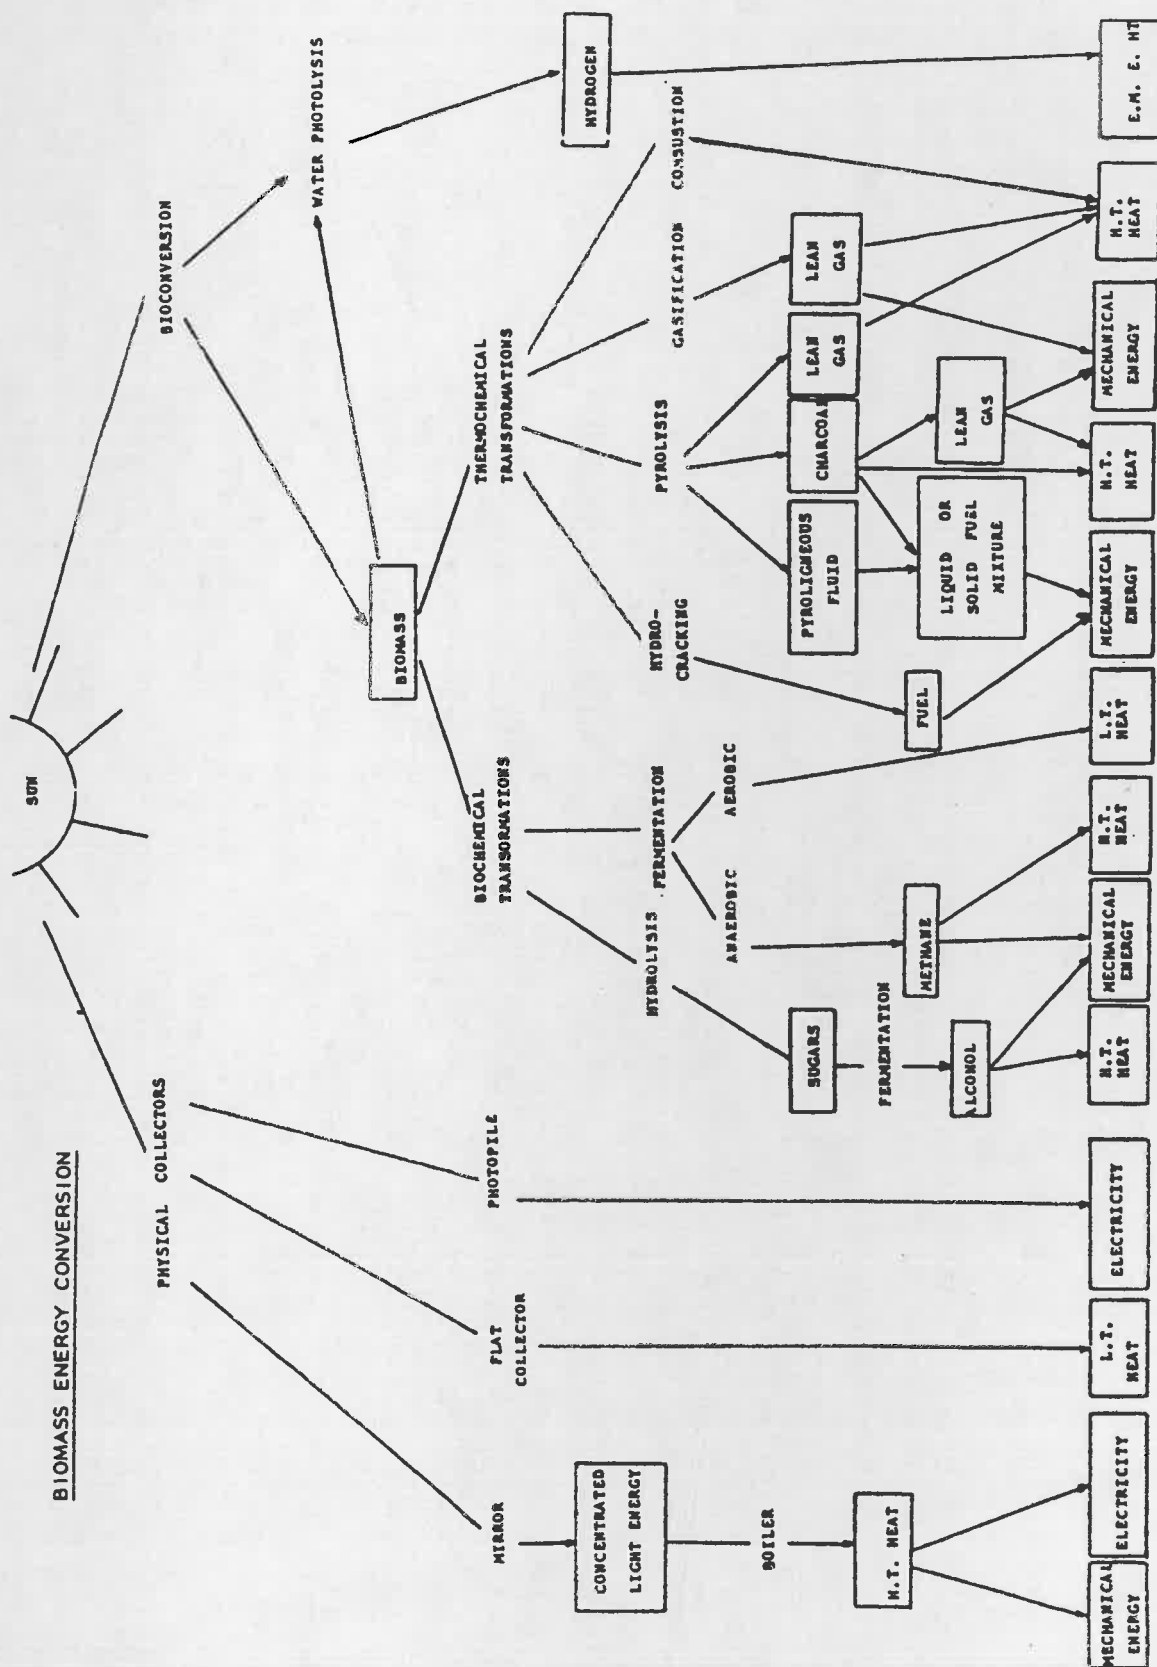 BIOMASS ENERGY CONVERSION
SUN
PHYSICAL COLLECTORS
BIOCONVERSION
WATER PHOTOLYSIS
BIOMASS
MIRROR
FLAT
COLLECTOR
PHOTOPILE
BIOCHEMICAL
TRANSORMATIONS
THERMOCHEMICAL
TRANSFORMATIONS
CONCENTRATED
LIGHT ENERGY
HYDROGEN
HYDROLYSIS
FERMENTATION
HYDRO-
CRACKING
PYROLYSIS
GASIFICATION
COMBUSTION
ANAEROBIC
AEROBIC
BOILER
SUGARS
PYROLIGNEOUS
FLUID
CHARCOAL
LEAN
GAS
LEAN
GAS
H.T. HEAT
FERMENTATION
METHANE
FUEL
ALCOHOL
LIQUID OR
SOLID FUEL
MIXTURE
LEAN
GAS
MECHANICAL
ENERGY
ELECTRICITY
L.T.
HEAT
ELECTRICITY
H.T.
HEAT
MECHANICAL
ENERGY
H.T.
HEAT
L.T.
HEAT
MECHANICAL
ENERGY
H.T.
HEAT
MECHANICAL
ENERGY
H.T.
HEAT
E.M. E. HT